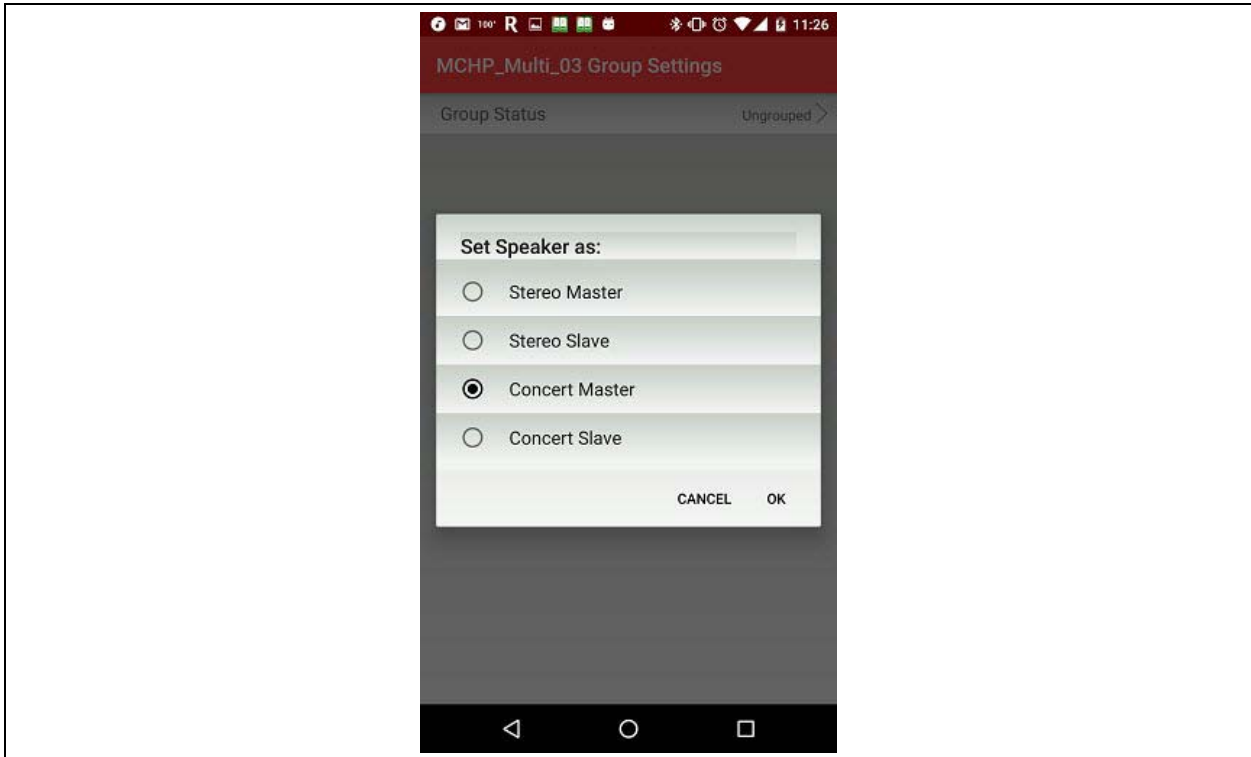 100° R 11:26
MCHP_Multi_03 Group Settings
Group Status Ungrouped
Set Speaker as:
Stereo Master
Stereo Slave
Concert Master
Concert Slave
CANCEL OK